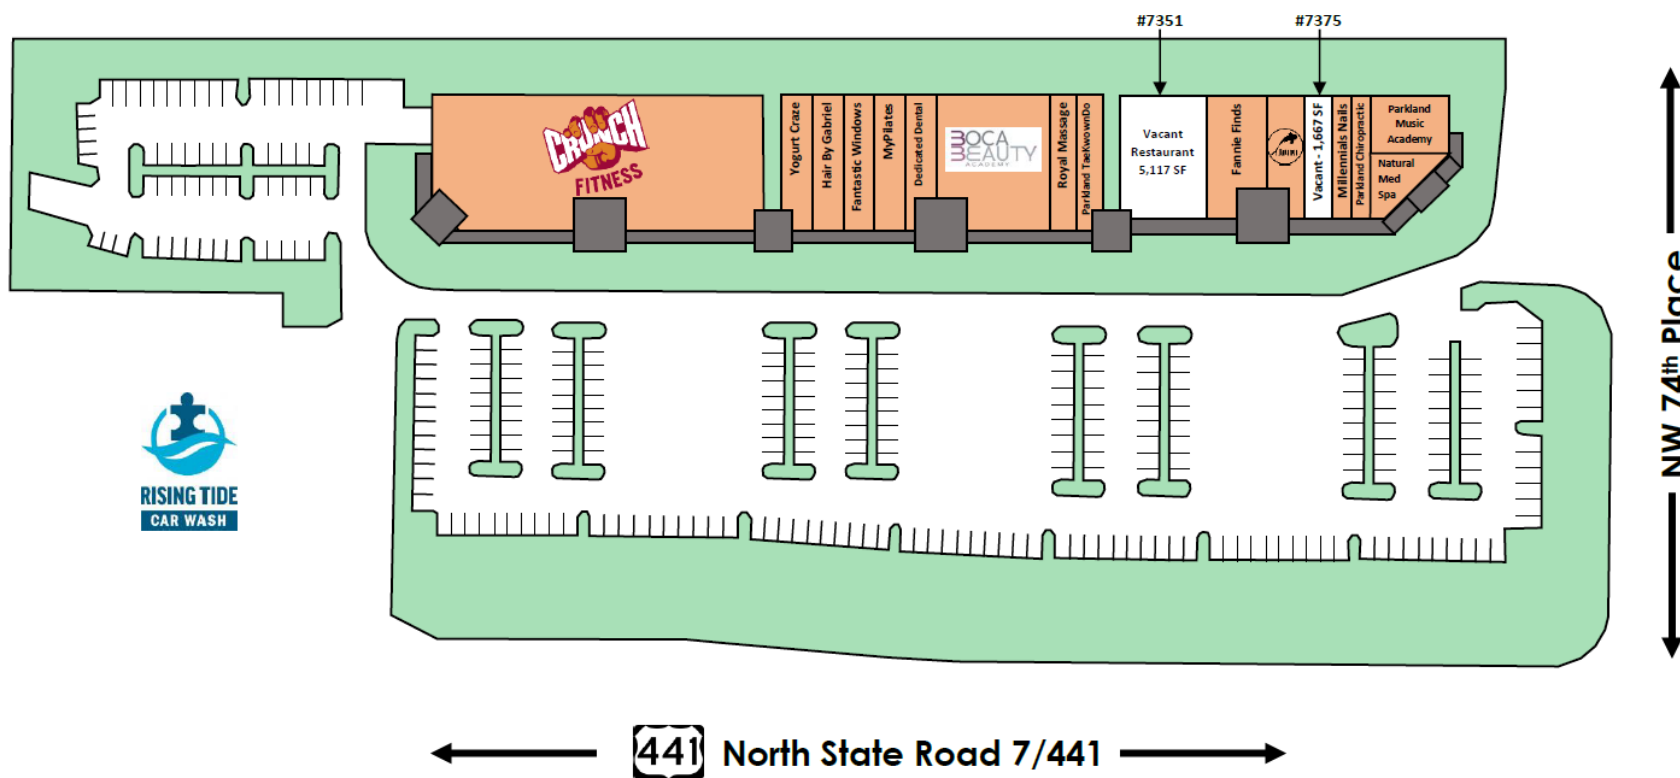 #7351
#7375
CRUNCH
FITNESS
Yogurt Craze
Hair By Gabriel
Fantastic Windows
MyPilates
Dedicated Dental
BOCA
BEAUTY
ACADEMY
Royal Massage
Parkland TaeKwownDo
Vacant
Restaurant
5,117 SF
Fannie Finds
Vacant - 1,667 SF
Millennials Nails
Parkland Chiropractic
Parkland
Music
Academy
Natural
Med
Spa
NW 74th Place
RISING TIDE
CAR WASH
441
North State Road 7/441